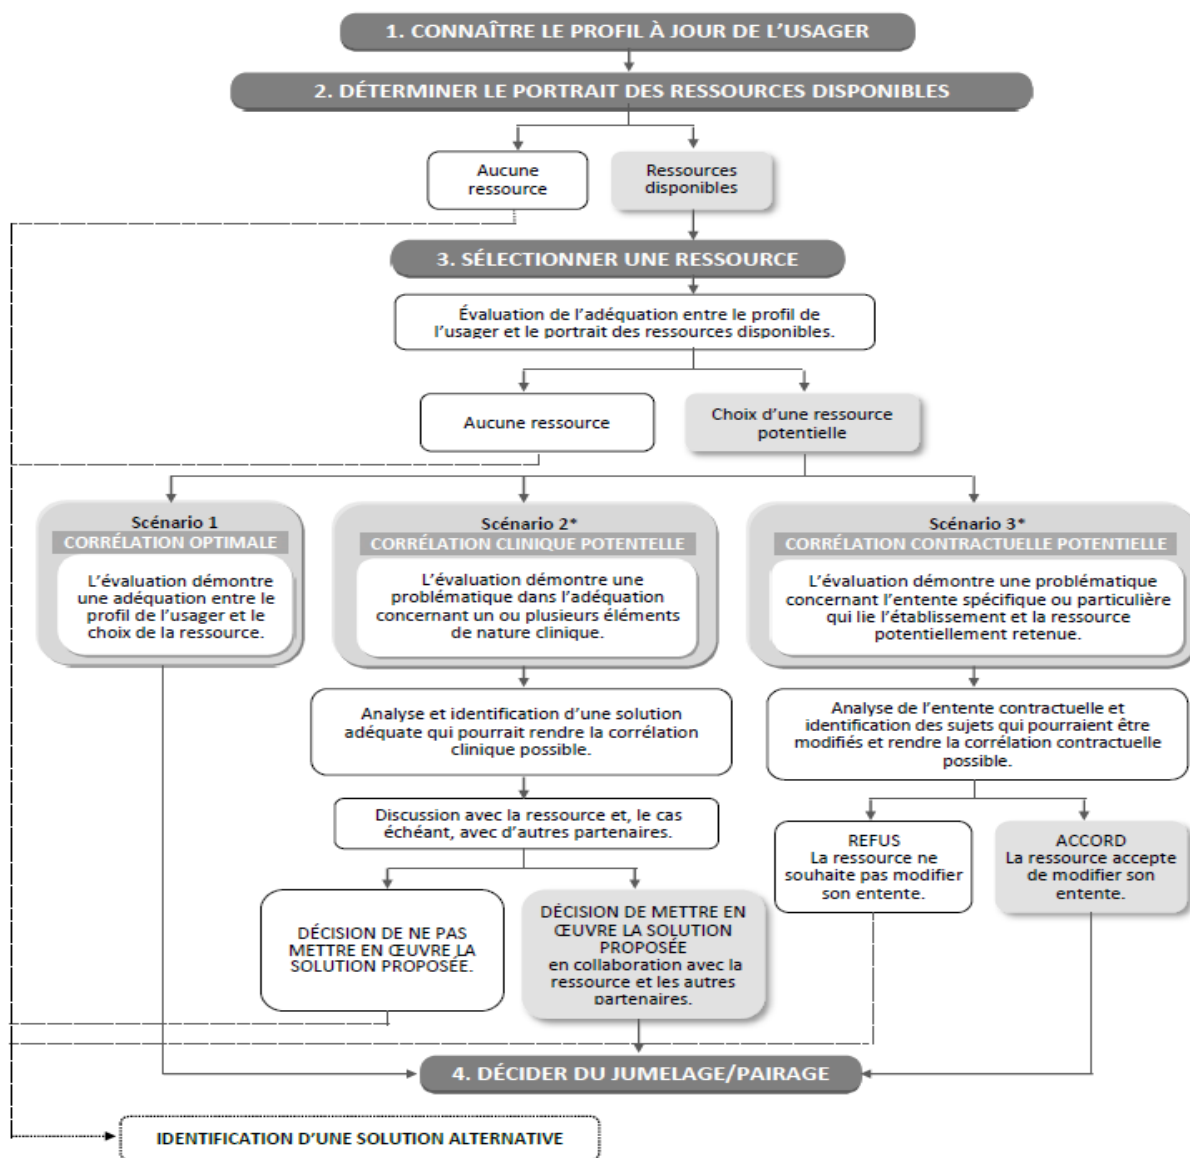 1. CONNAÎTRE LE PROFIL À JOUR DE L’USAGER
2. DÉTERMINER LE PORTRAIT DES RESSOURCES DISPONIBLES
Aucune
ressource
Ressources
disponibles
3. SÉLECTIONNER UNE RESSOURCE
Évaluation de l’adéquation entre le profil de
l’usager et le portrait des ressources disponibles.
Aucune ressource
Choix d’une ressource
potentielle
Scénario 1
CORRÉLATION OPTIMALE
L’évaluation démontre
une adéquation entre le
profil de l’usager et le
choix de la ressource.
Scénario 2*
CORRÉLATION CLINIQUE POTENTELLE
L’évaluation démontre une
problématique dans l’adéquation
concernant un ou plusieurs éléments
de nature clinique.
Scénario 3*
CORRÉLATION CONTRACTUELLE POTENTIELLE
L’évaluation démontre une problématique
concernant l’entente spécifique ou particulière
qui lie l’établissement et la ressource
potentiellement retenue.
Analyse et identification d’une solution
adéquate qui pourrait rendre la corrélation
clinique possible.
Analyse de l’entente contractuelle et
identification des sujets qui pourraient être
modifiés et rendre la corrélation contractuelle
possible.
Discussion avec la ressource et, le cas
échéant, avec d’autres partenaires.
REFUS
La ressource ne
souhaite pas modifier
son entente.
ACCORD
La ressource accepte
de modifier son
entente.
DÉCISION DE NE PAS
METTRE EN ŒUVRE LA
SOLUTION PROPOSÉE.
DÉCISION DE METTRE EN
ŒUVRE LA SOLUTION
PROPOSÉE
en collaboration avec la
ressource et les autres
partenaires.
4. DÉCIDER DU JUMELAGE/PAIRAGE
IDENTIFICATION D’UNE SOLUTION ALTERNATIVE